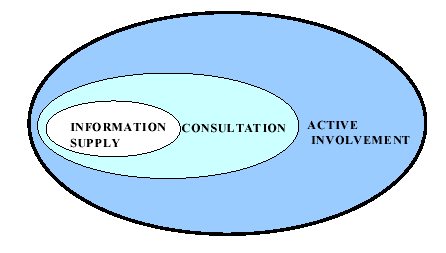 INFORMATION
SUPPLY
CONSULTATION
ACTIVE
INVOLVEMENT